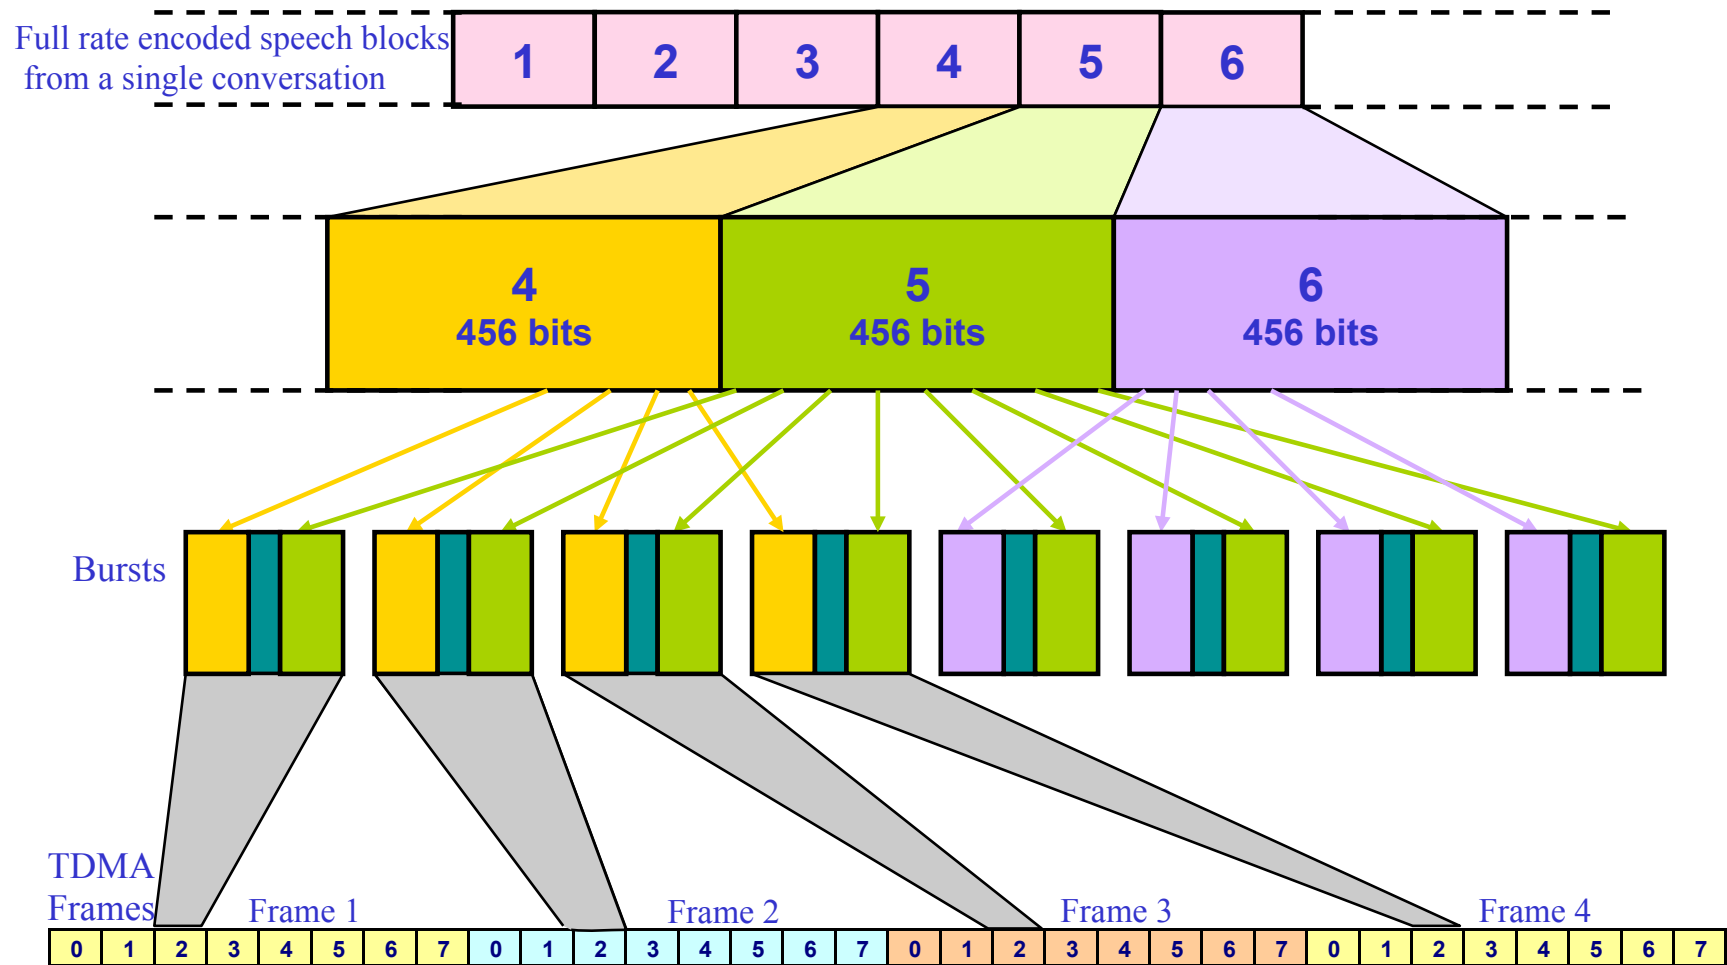 Full rate encoded speech blocks
from a single conversation
1 2 3 4 5 6
4 5 6
456 bits 456 bits 456 bits
Bursts
TDMA
Frames Frame 1 Frame 2 Frame 3 Frame 4
0 1 2 3 4 5 6 7 0 1 2 3 4 5 6 7 0 1 2 3 4 5 6 7 0 1 2 3 4 5 6 7